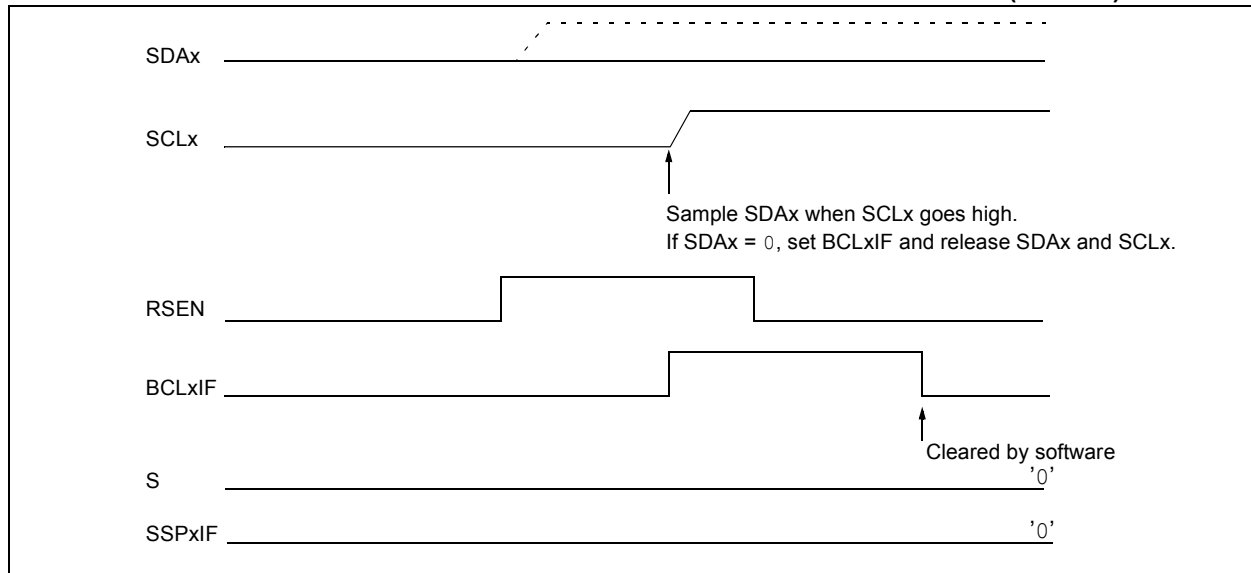 SDAx
SCLx
Sample SDAx when SCLx goes high.
If SDAx = 0, set BCLxIF and release SDAx and SCLx.
RSEN
BCLxIF
Cleared by software
S
'0'
SSPxIF
'0'